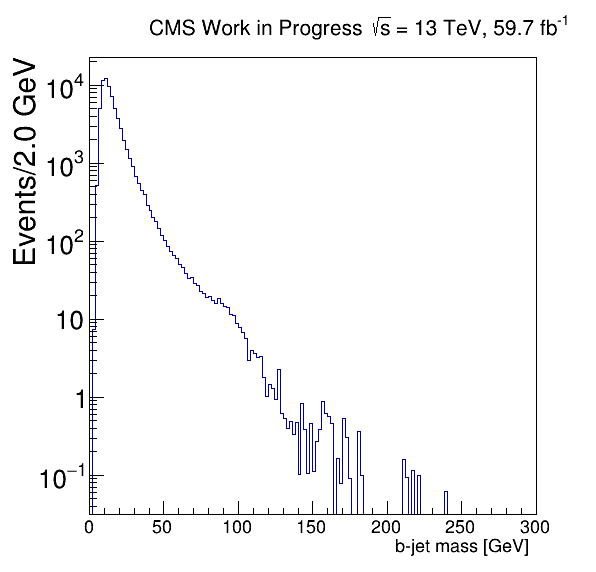 CMS Work in Progress √s = 13 TeV, 59.7 fb⁻¹
Events/2.0 GeV
10⁴
10³
10²
10
1
10⁻¹
0 50 100 150 200 250 300
b-jet mass [GeV]